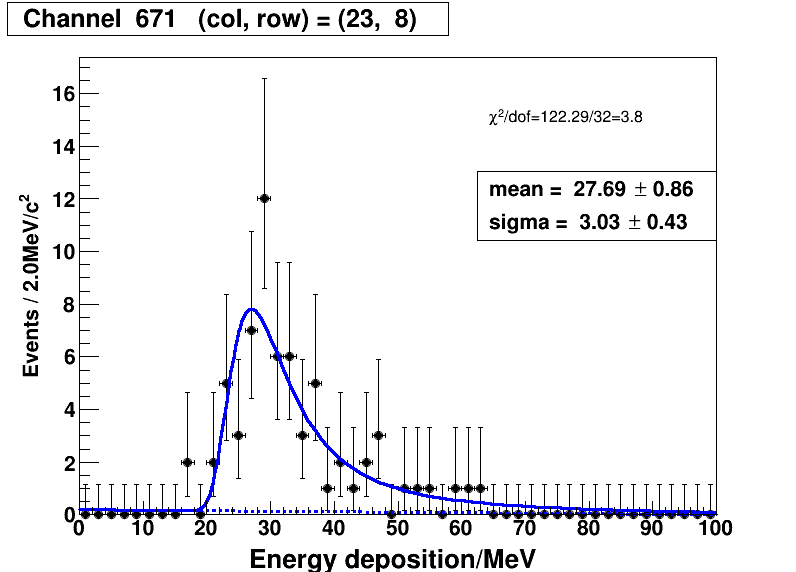 Channel 671 (col, row) = (23, 8)
χ²/dof=122.29/32=3.8
mean = 27.69 ± 0.86
sigma = 3.03 ± 0.43
Events / 2.0MeV/c²
16
14
12
10
8
6
4
2
0
0 10 20 30 40 50 60 70 80 90 100
Energy deposition/MeV